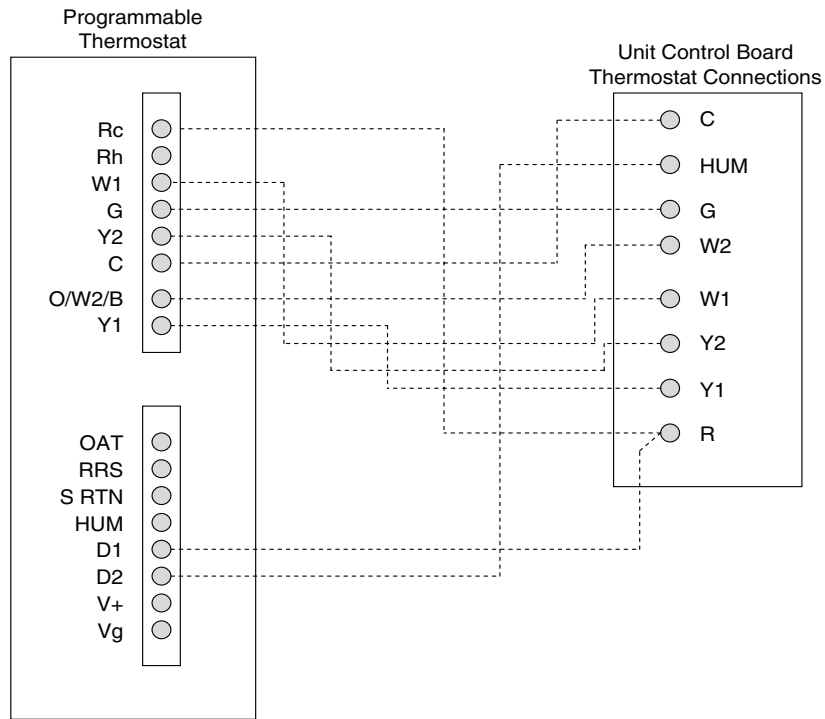 Programmable
Thermostat
Rc
Rh
W1
G
Y2
C
O/W2/B
Y1
OAT
RRS
S RTN
HUM
D1
D2
V+
Vg
Unit Control Board
Thermostat Connections
C
HUM
G
W2
W1
Y2
Y1
R